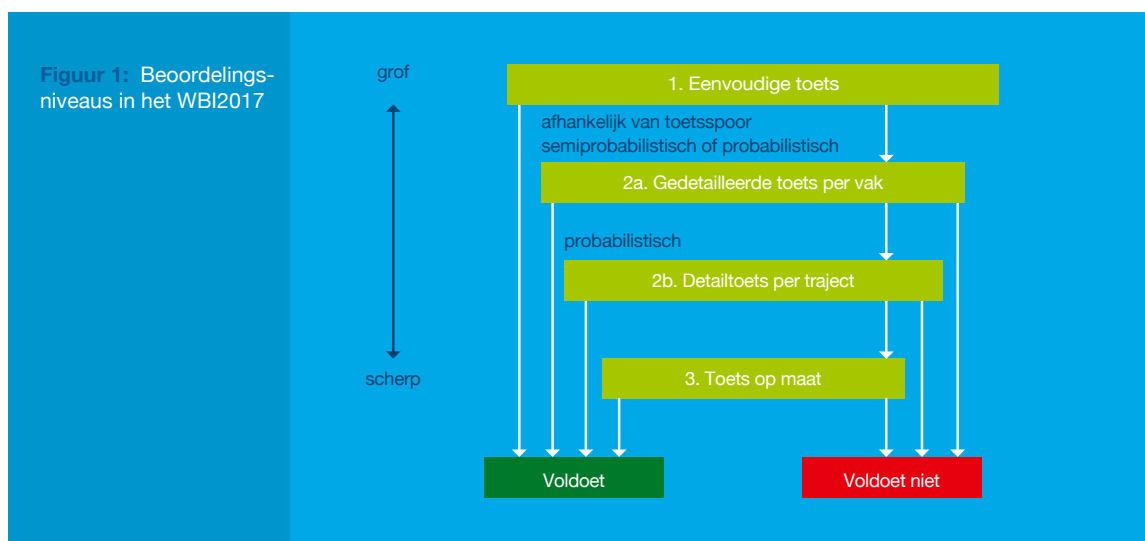 Figuur 1: Beoordelings-
niveaus in het WBI2017
grof
1. Eenvoudige toets
afhankelijk van toetsspoor
semiprobabilistisch of probabilistisch
2a. Gedetailleerde toets per vak
probabilistisch
2b. Detailtoets per traject
scherp
3. Toets op maat
Voldoet
Voldoet niet